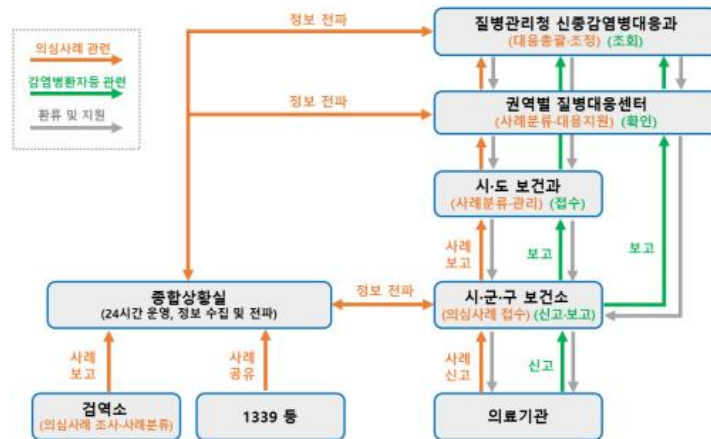 의심사례 관련
감염병환자등 관련
환류 및 지원
정보 전파
질병관리청 신종감염병대응과
(대응총괄·조정) (조회)
정보 전파
권역별 질병대응센터
(사례분류·대응지원) (확인)
시·도 보건과
(사례분류·관리) (접수)
사례
보고
보고
보고
종합상황실
(24시간 운영, 정보 수집 및 전파)
정보 전파
시·군·구 보건소
(의심사례 접수) (신고·보고)
사례
보고
사례
공유
사례
신고
신고
검역소
(의심사례 조사·사례분류)
1339 등
의료기관